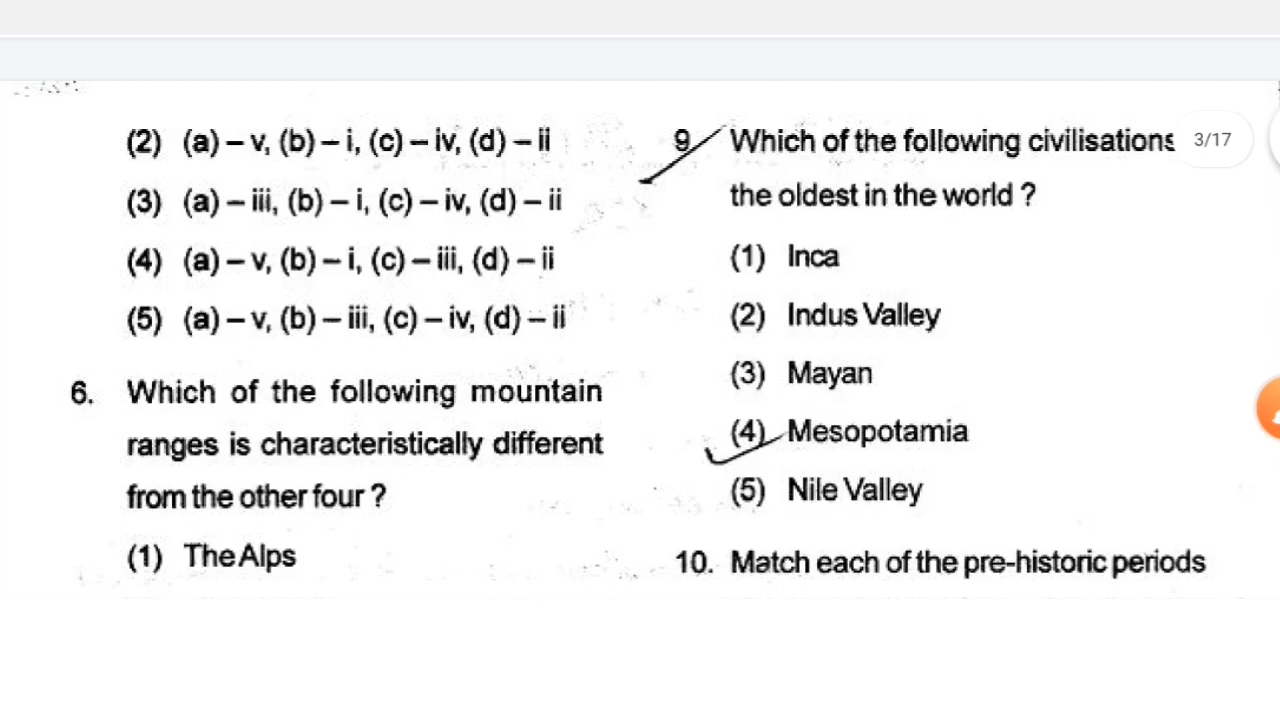 (2) (a) – v, (b) – i, (c) – iv, (d) – ii
(3) (a) – iii, (b) – i, (c) – iv, (d) – ii
(4) (a) – v, (b) – i, (c) – iii, (d) – ii
(5) (a) – v, (b) – iii, (c) – iv, (d) – ii
6. Which of the following mountain
ranges is characteristically different
from the other four ?
(1) The Alps
9 Which of the following civilisations
the oldest in the world ?
(1) Inca
(2) Indus Valley
(3) Mayan
(4) Mesopotamia
(5) Nile Valley
10. Match each of the pre-historic periods
3/17